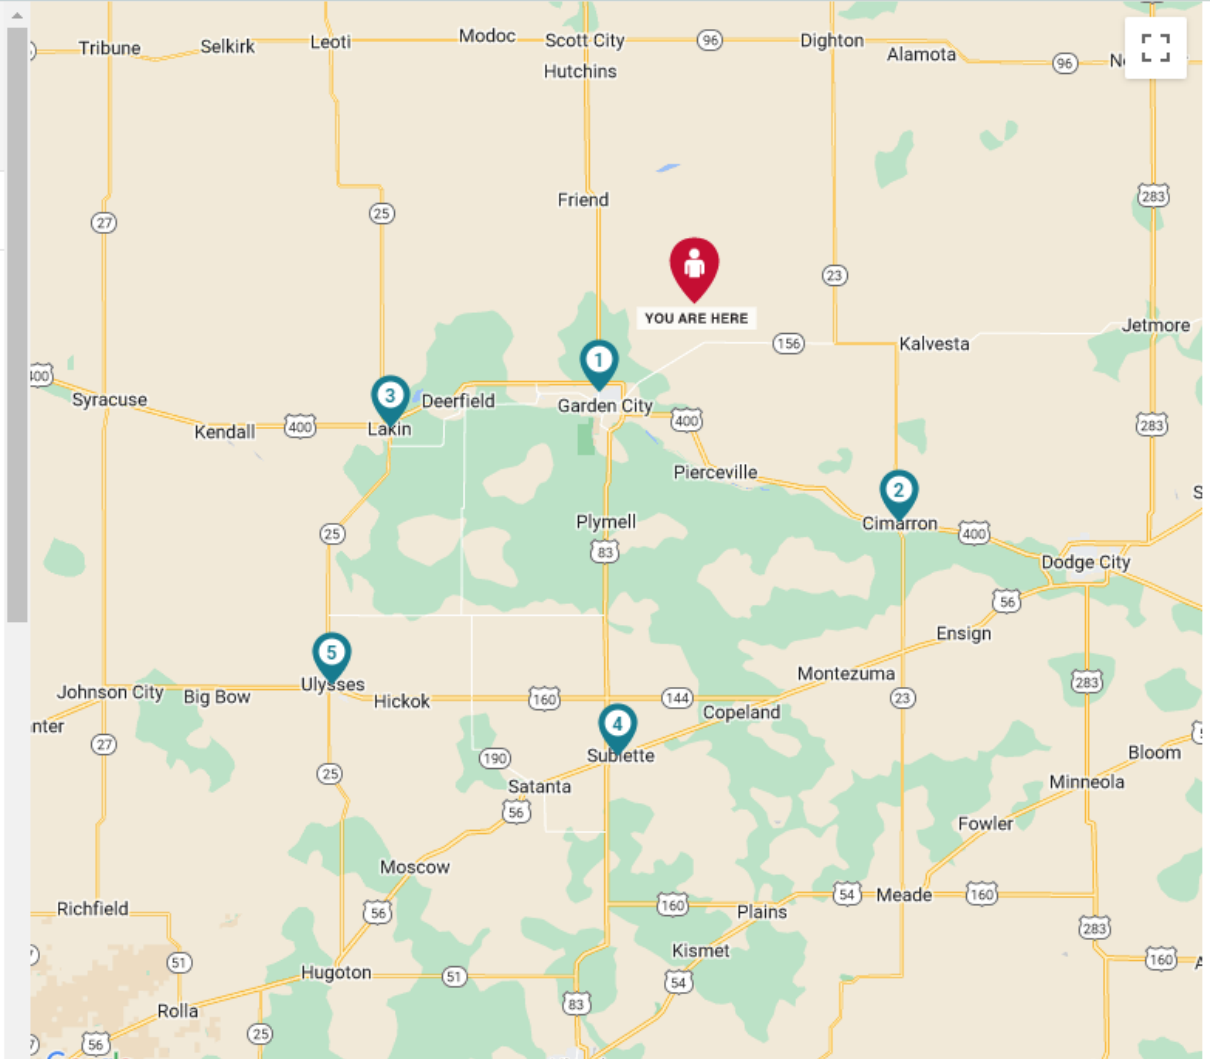 Tribune
Selkirk
Leoti
Modoc
Scott City
96
Dighton
Alamota
96
Hutchins
Friend
27
25
283
23
YOU ARE HERE
156
Kalvesta
Jetmore
1
400
Syracuse
3
Deerfield
Garden City
400
283
Kendall
400
Lakin
Pierceville
2
Cimarron
400
Plymell
83
25
Dodge City
56
Ensign
5
Ulysses
Johnson City
Big Bow
Hickok
160
144
Montezuma
283
23
Copeland
4
Sublette
27
25
190
Satanta
56
Bloom
Minneola
Fowler
Moscow
56
Richfield
160
Plains
54
Meade
160
283
Kismet
51
Hugoton
51
54
160
83
Rolla
25
56